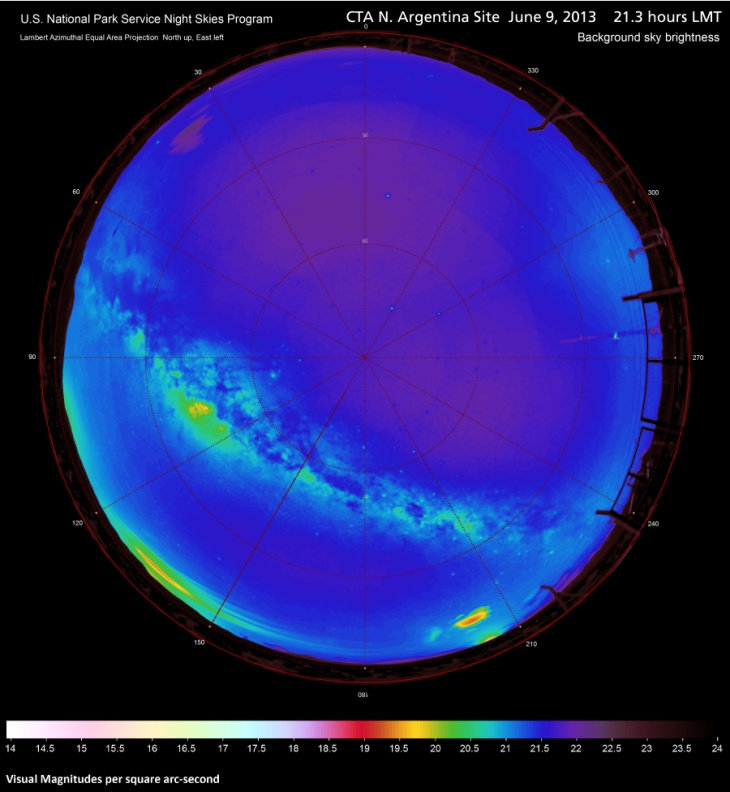 U.S. National Park Service Night Skies Program
CTA N. Argentina Site June 9, 2013 21.3 hours LMT
Lambert Azimuthal Equal Area Projection North up, East left
Background sky brightness
0
30
330
30
60
300
60
90
270
120
240
150
210
180
14 14.5 15 15.5 16 16.5 17 17.5 18 18.5 19 19.5 20 20.5 21 21.5 22 22.5 23 23.5 24
Visual Magnitudes per square arc-second